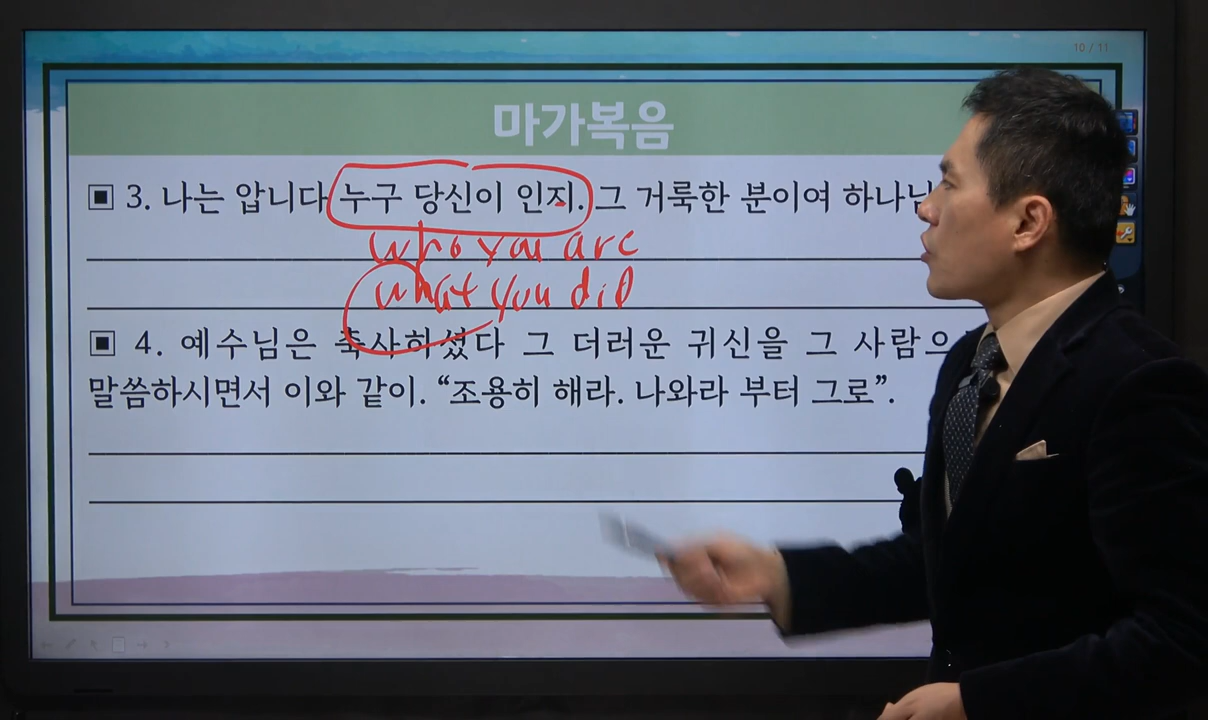 10 / 11
마가복음
▣ 3. 나는 압니다 누구 당신이 인지. 그 거룩한 분이여 하나님
who you are
what you did
▣ 4. 예수님은 축사하셨다 그 더러운 귀신을 그 사람으
말씀하시면서 이와 같이. “조용히 해라. 나와라 부터 그로”.